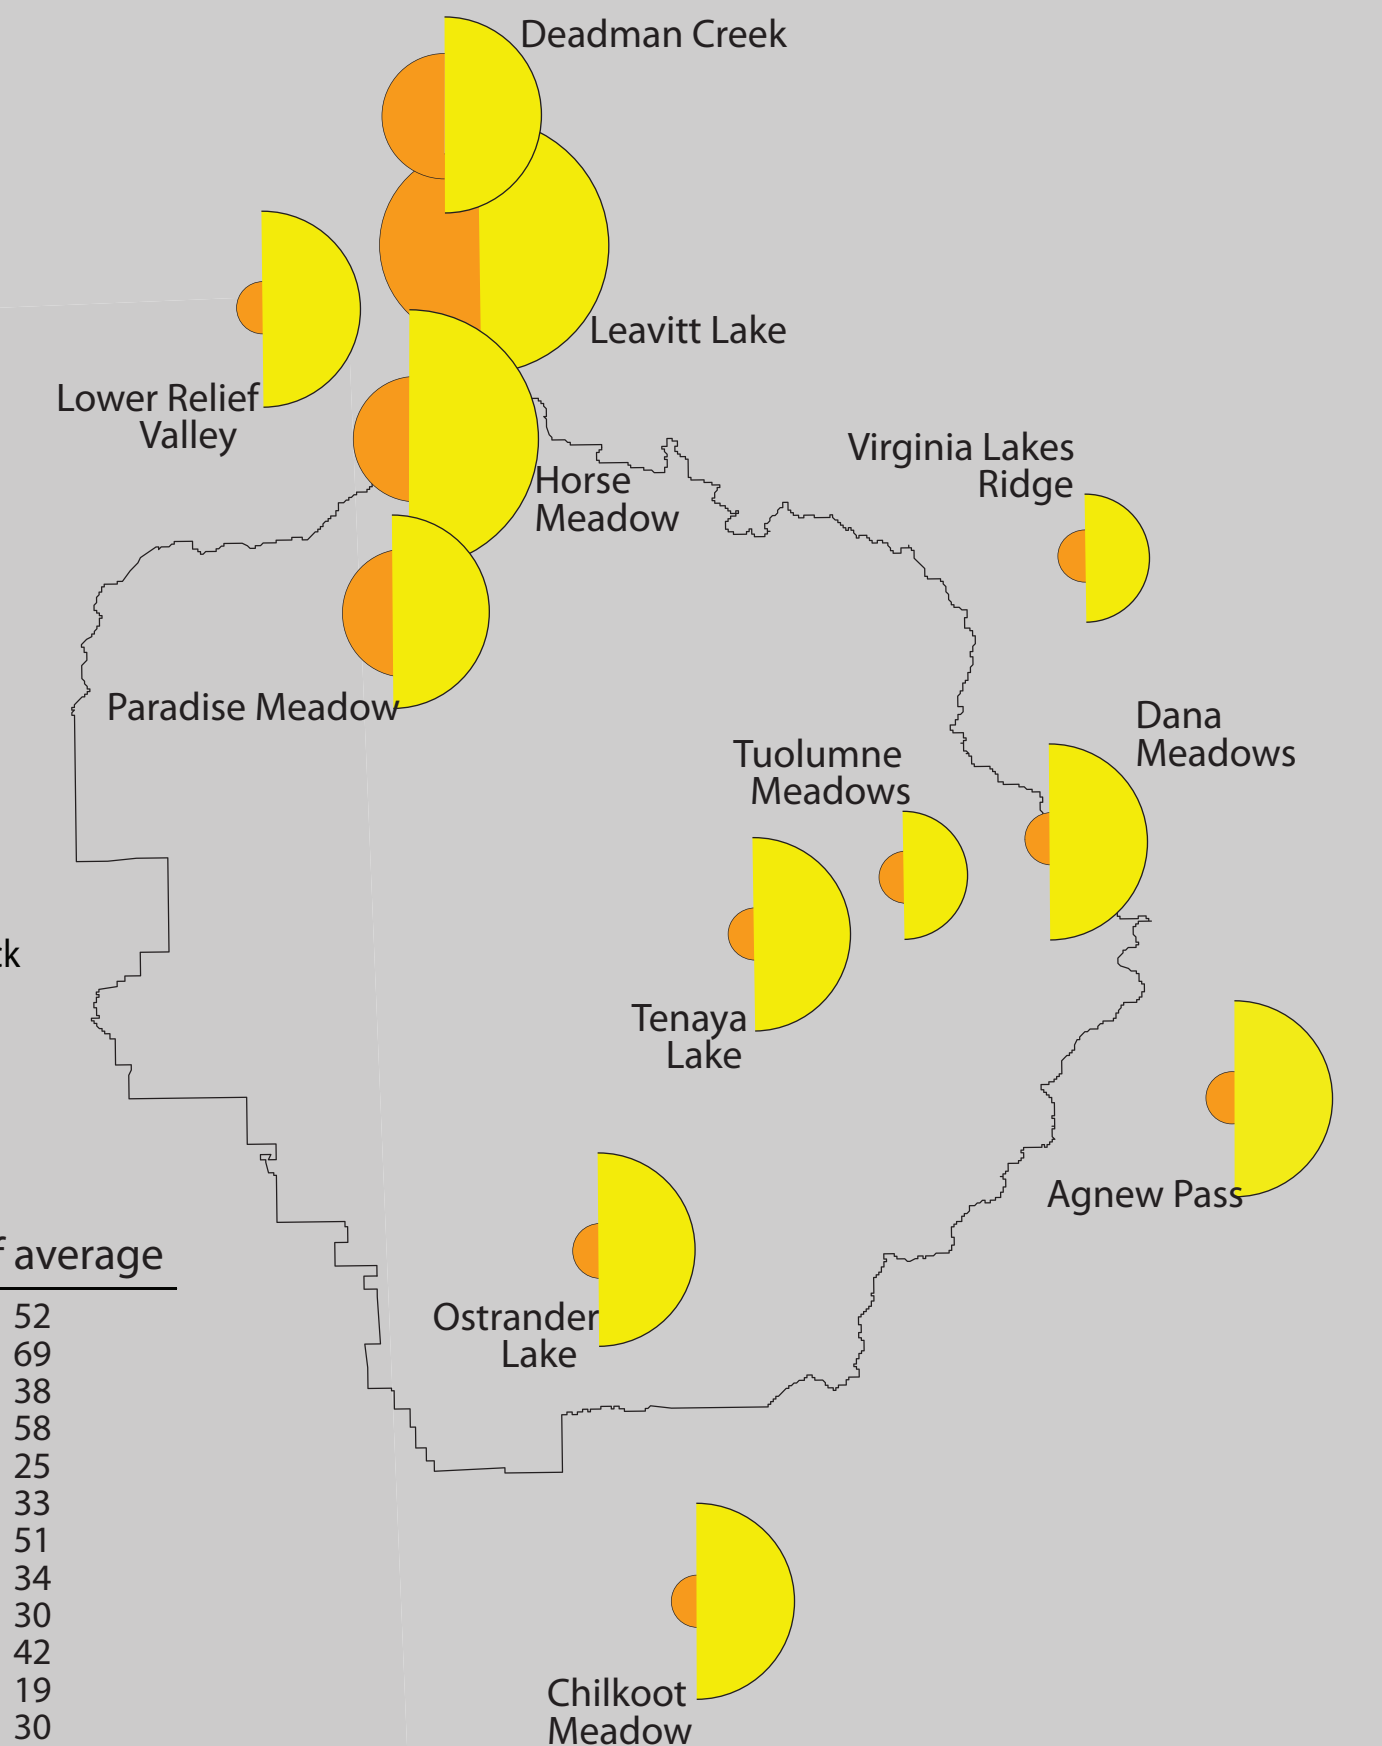 Deadman Creek
Leavitt Lake
Lower Relief
Valley
Virginia Lakes
Ridge
Horse
Meadow
Paradise Meadow
Dana
Meadows
Tuolumne
Meadows
Tenaya
Lake
Agnew Pass
average
Ostrander
Lake
52
69
38
58
25
33
51
34
30
42
19
30
Chilkoot
Meadow